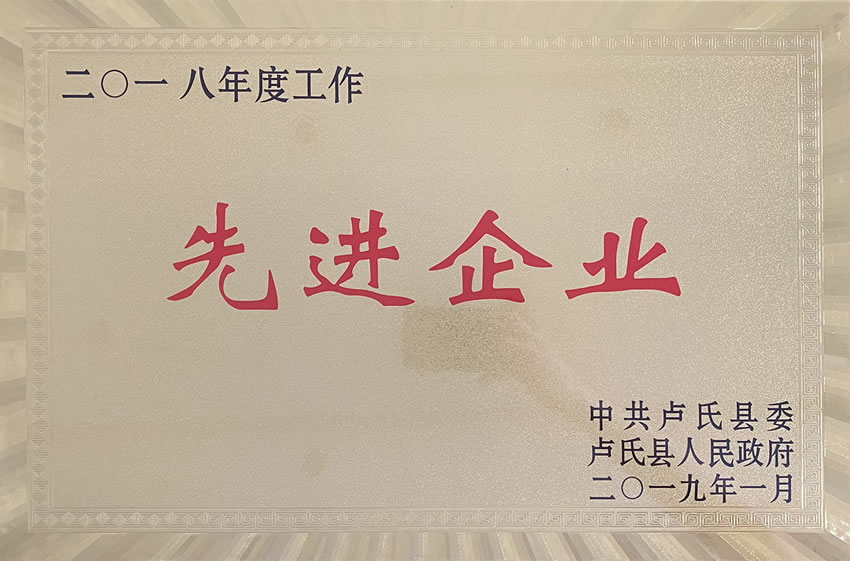 二〇一八年度工作
先进企业
中共卢氏县委
卢氏县人民政府
二〇一九年一月